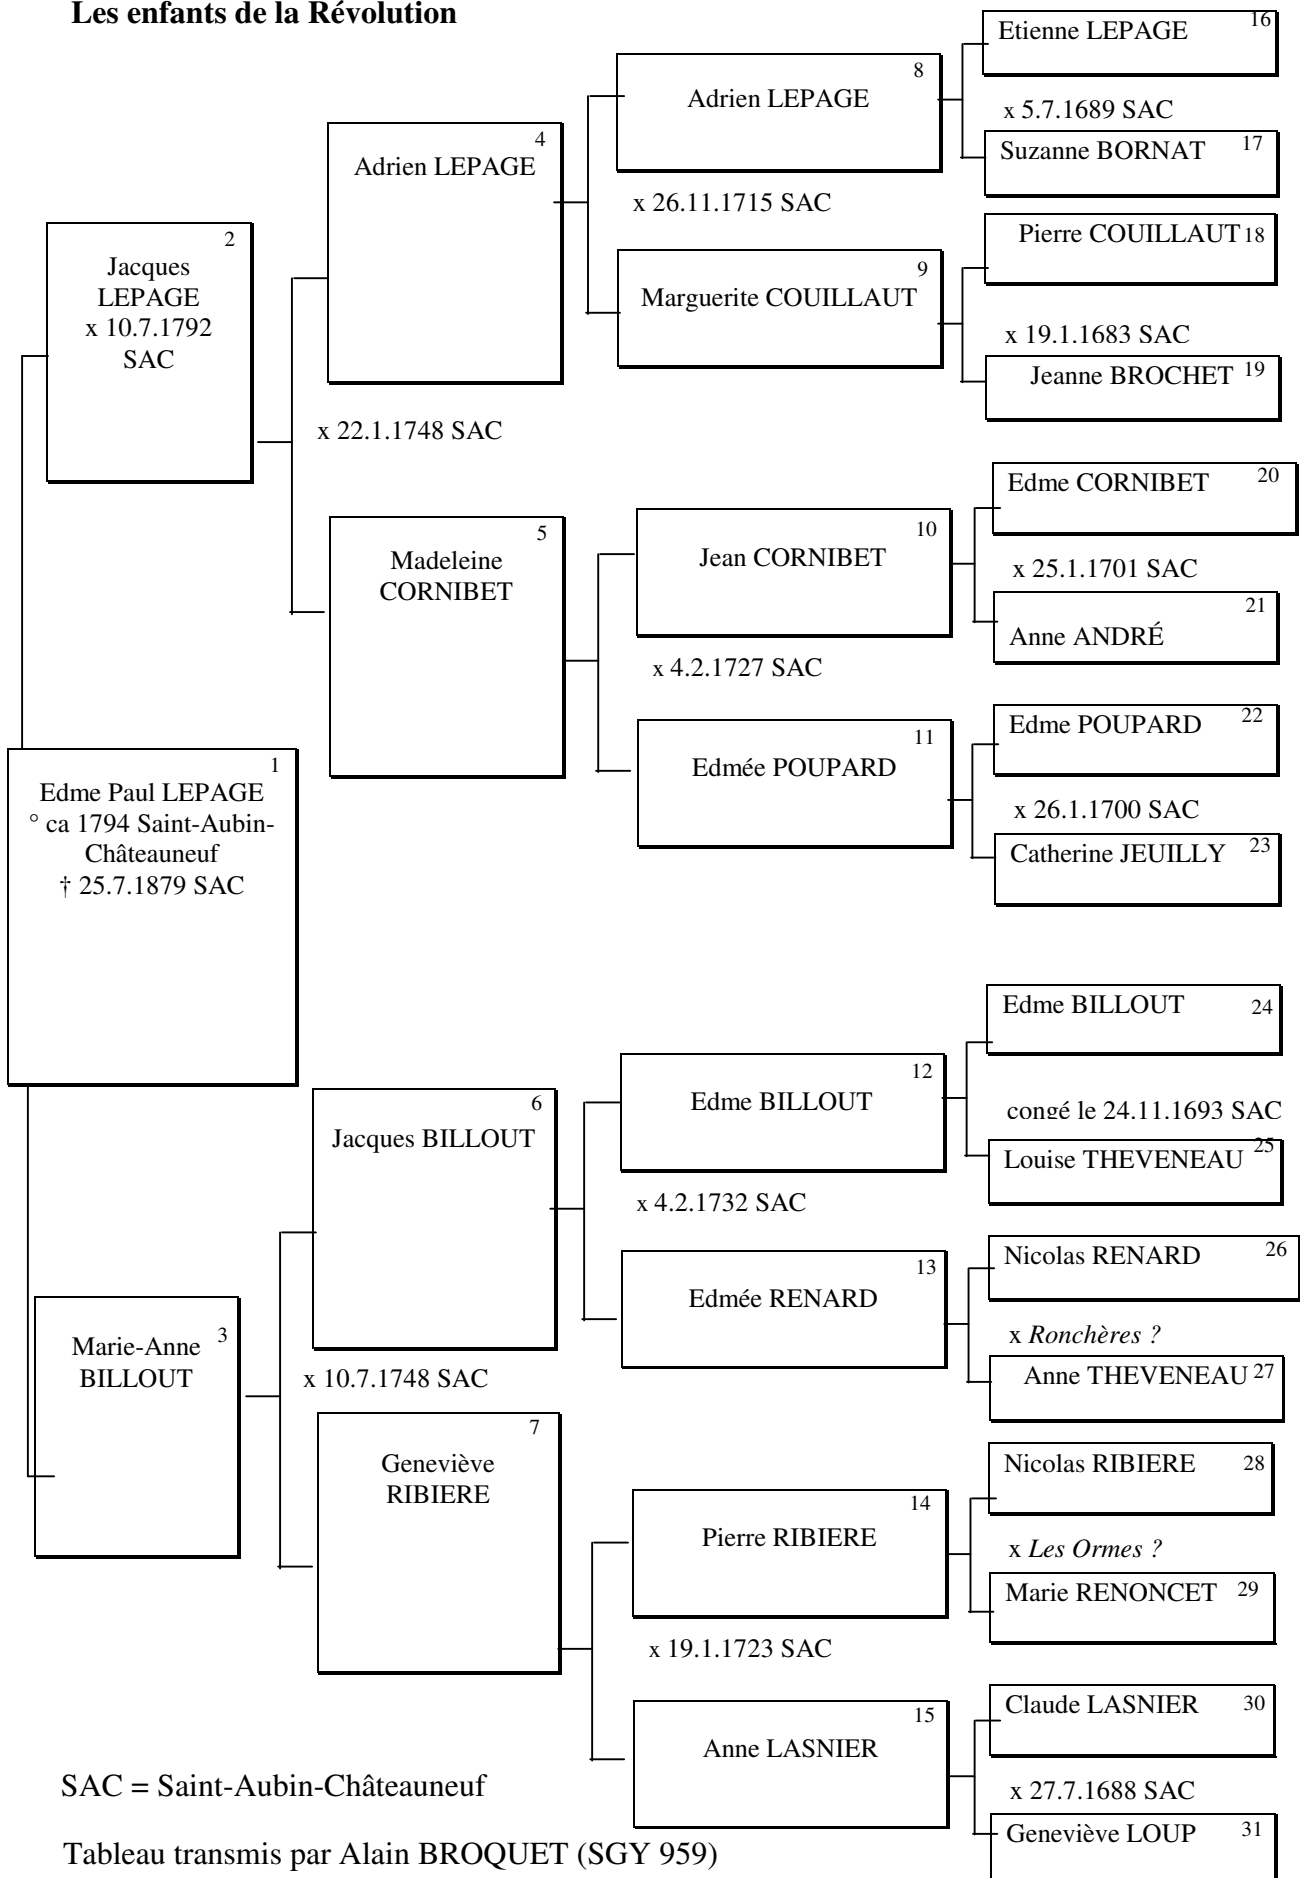 Les enfants de la Révolution
1
Edme Paul LEPAGE
° ca 1794 Saint-Aubin-
Châteauneuf
† 25.7.1879 SAC
2
Jacques
LEPAGE
x 10.7.1792
SAC
3
Marie-Anne
BILLOUT
4
Adrien LEPAGE
x 22.1.1748 SAC
5
Madeleine
CORNIBET
6
Jacques BILLOUT
x 10.7.1748 SAC
7
Geneviève
RIBIERE
8
Adrien LEPAGE
x 26.11.1715 SAC
9
Marguerite COUILLAUT
10
Jean CORNIBET
x 4.2.1727 SAC
11
Edmée POUPARD
12
Edme BILLOUT
x 4.2.1732 SAC
13
Edmée RENARD
14
Pierre RIBIERE
x 19.1.1723 SAC
15
Anne LASNIER
Etienne LEPAGE 16
x 5.7.1689 SAC
Suzanne BORNAT 17
Pierre COUILLAUT 18
x 19.1.1683 SAC
Jeanne BROCHET 19
Edme CORNIBET 20
x 25.1.1701 SAC
21
Anne ANDRÉ
Edme POUPARD 22
x 26.1.1700 SAC
Catherine JEUILLY 23
Edme BILLOUT 24
congé le 24.11.1693 SAC
Louise THEVENEAU 25
Nicolas RENARD 26
x Ronchères ?
Anne THEVENEAU 27
Nicolas RIBIERE 28
x Les Ormes ?
Marie RENONCET 29
Claude LASNIER 30
x 27.7.1688 SAC
Geneviève LOUP 31
SAC = Saint-Aubin-Châteauneuf
Tableau transmis par Alain BROQUET (SGY 959)